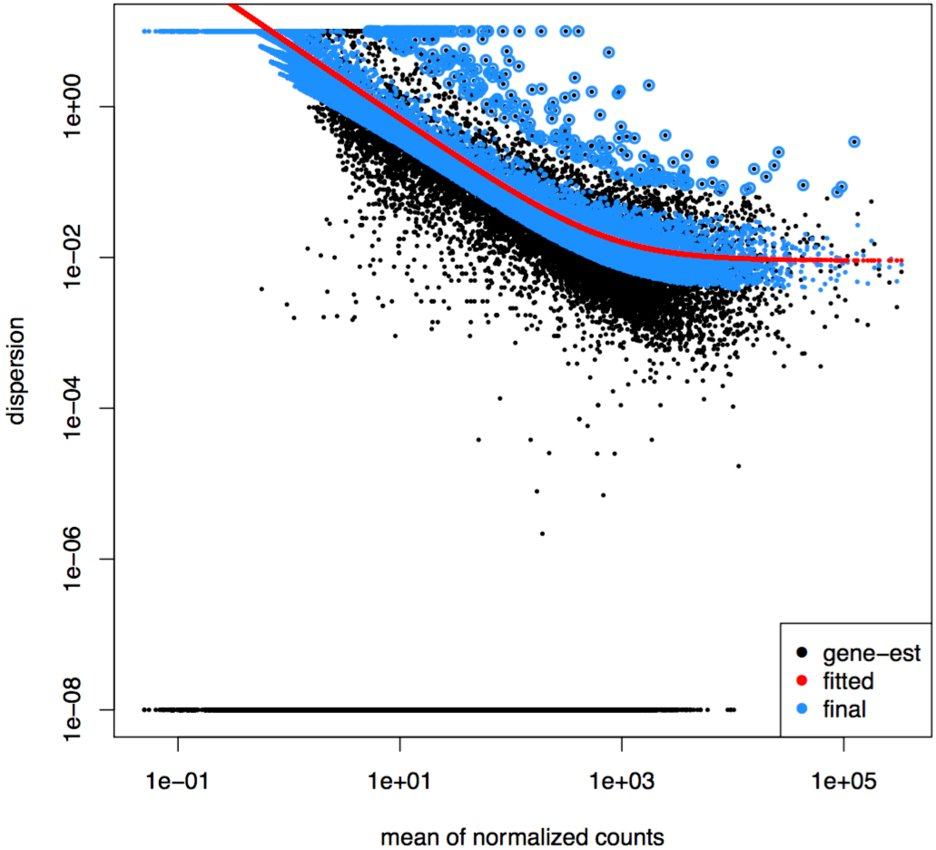 1e+00
1e−02
1e−04
1e−06
1e−08
dispersion
gene−est
fitted
final
1e−01
1e+01
1e+03
1e+05
mean of normalized counts